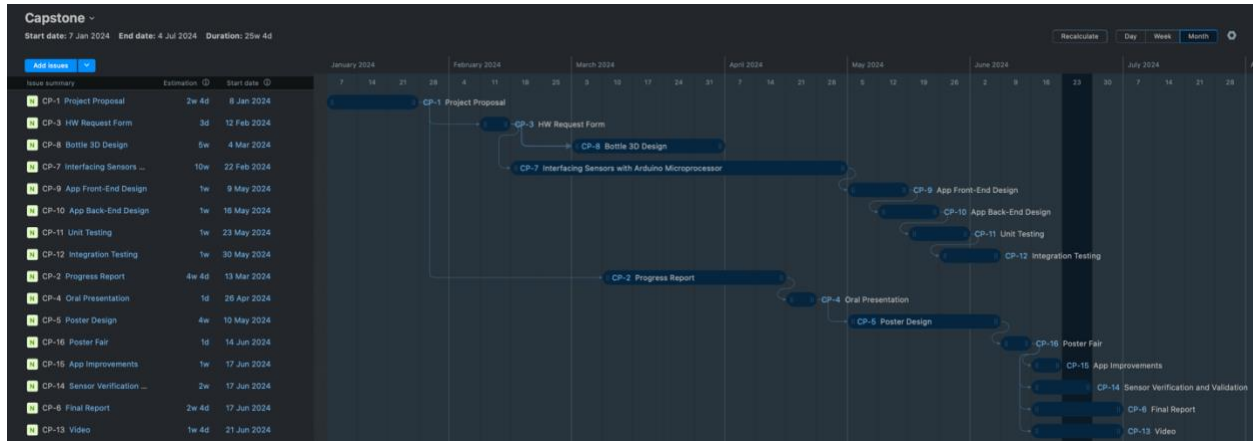 Capstone
Start date: 7 Jan 2024 End date: 4 Jul 2024 Duration: 25w 4d
Recalculate Day Week Month
Add issues January 2024 February 2024 March 2024 April 2024 May 2024 June 2024 July 2024
Issue summary Estimation Start date 7 14 21 28 4 11 18 25 3 10 17 24 31 7 14 21 28 5 12 19 26 2 9 16 23 30 7 14 21 28
N CP-1 Project Proposal 2w 4d 8 Jan 2024 CP-1 Project Proposal
N CP-3 HW Request Form 3d 12 Feb 2024 CP-3 HW Request Form
N CP-8 Bottle 3D Design 5w 4 Mar 2024 CP-8 Bottle 3D Design
N CP-7 Interfacing Sensors ... 10w 22 Feb 2024 CP-7 Interfacing Sensors with Arduino Microprocessor
N CP-9 App Front-End Design 1w 9 May 2024 CP-9 App Front-End Design
N CP-10 App Back-End Design 1w 16 May 2024 CP-10 App Back-End Design
N CP-11 Unit Testing 1w 23 May 2024 CP-11 Unit Testing
N CP-12 Integration Testing 1w 30 May 2024 CP-12 Integration Testing
N CP-2 Progress Report 4w 4d 13 Mar 2024 CP-2 Progress Report
N CP-4 Oral Presentation 1d 26 Apr 2024 CP-4 Oral Presentation
N CP-5 Poster Design 4w 10 May 2024 CP-5 Poster Design
N CP-16 Poster Fair 1d 14 Jun 2024 CP-16 Poster Fair
N CP-15 App Improvements 1w 17 Jun 2024 CP-15 App Improvements
N CP-14 Sensor Verification ... 2w 17 Jun 2024 CP-14 Sensor Verification and Validation
N CP-6 Final Report 2w 4d 17 Jun 2024 CP-6 Final Report
N CP-13 Video 1w 4d 21 Jun 2024 CP-13 Video